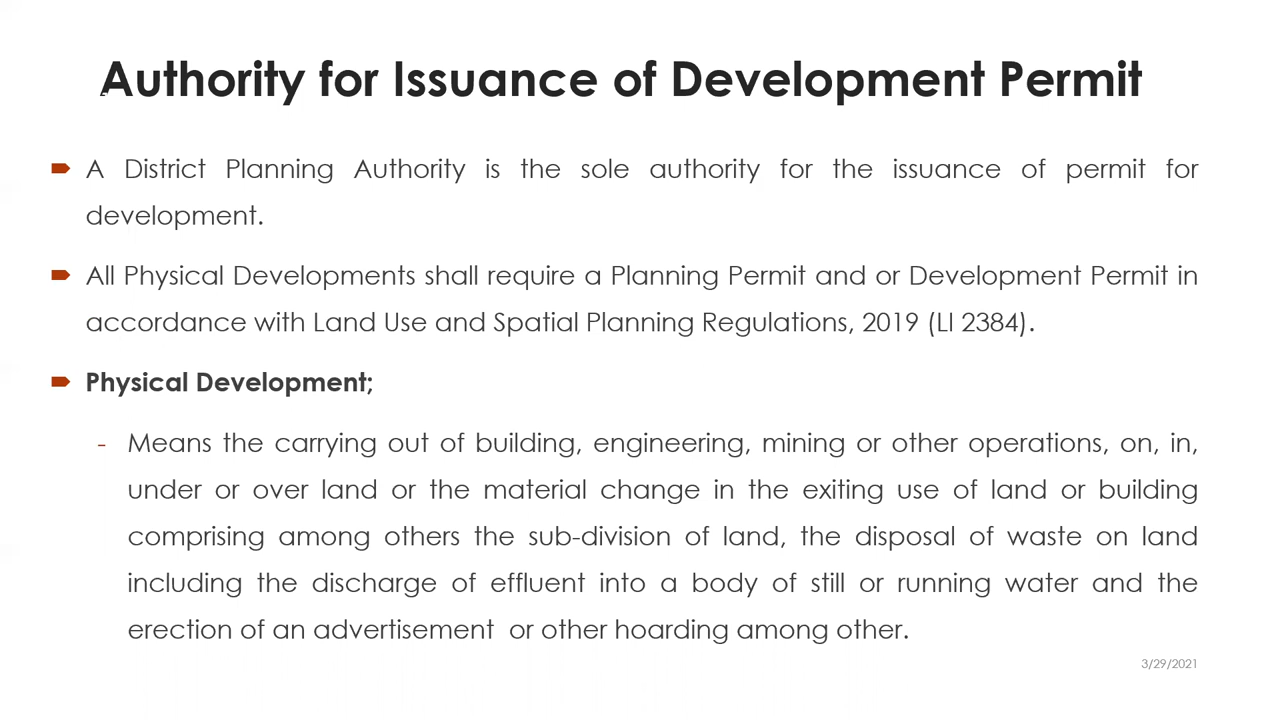 Authority for Issuance of Development Permit
A District Planning Authority is the sole authority for the issuance of permit for
development.
All Physical Developments shall require a Planning Permit and or Development Permit in
accordance with Land Use and Spatial Planning Regulations, 2019 (LI 2384).
Physical Development;
- Means the carrying out of building, engineering, mining or other operations, on, in,
under or over land or the material change in the exiting use of land or building
comprising among others the sub-division of land, the disposal of waste on land
including the discharge of effluent into a body of still or running water and the
erection of an advertisement or other hoarding among other.
3/29/2021